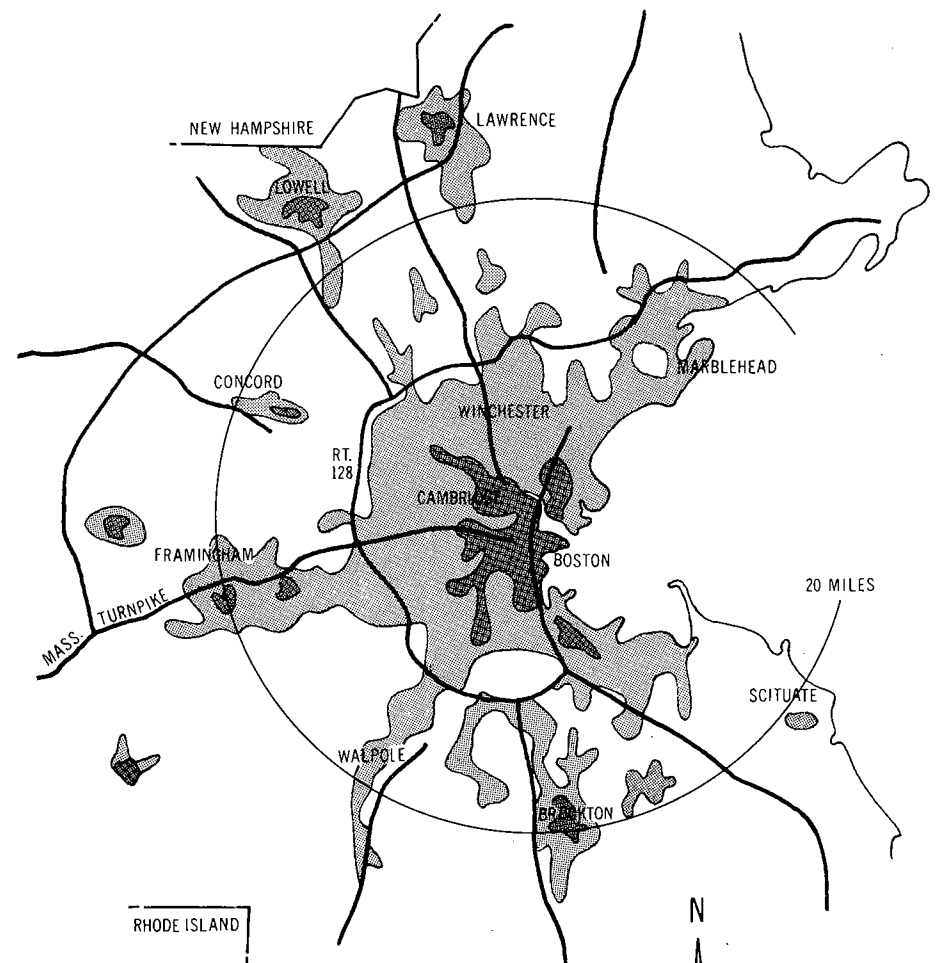 NEW HAMPSHIRE
LAWRENCE
LOWELL
CONCORD
MARBLEHEAD
WINCHESTER
RT.
128
CAMBRIDGE
FRAMINGHAM
BOSTON
MASS. TURNPIKE
20 MILES
SCITUATE
WALPOLE
BROCKTON
RHODE ISLAND
N